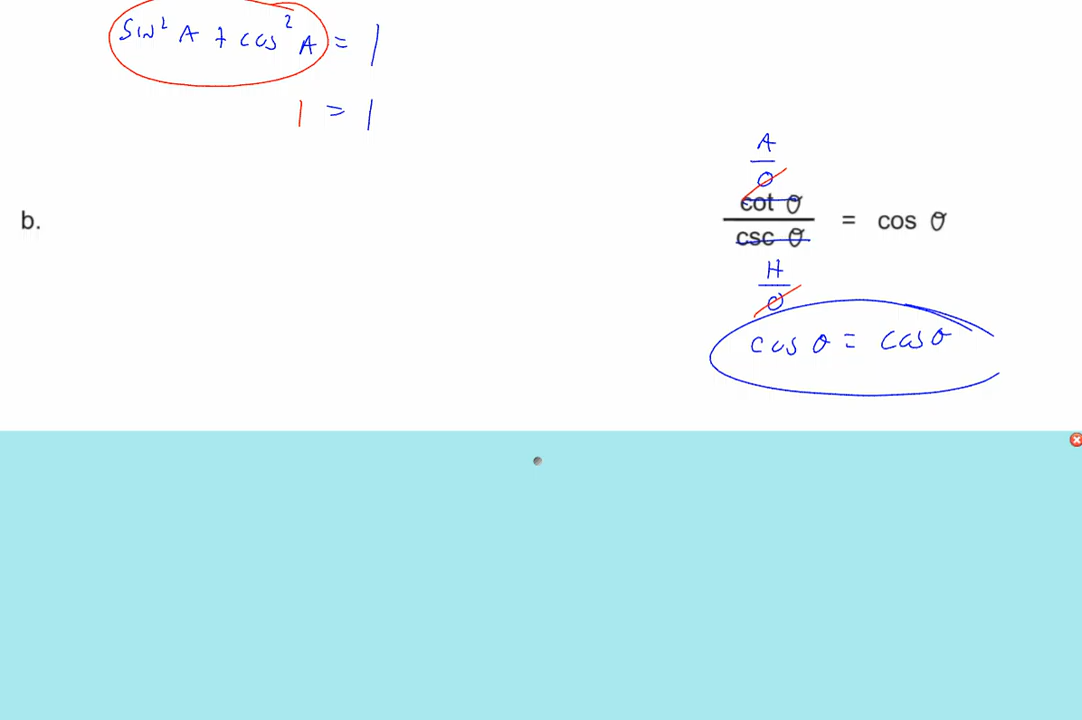 sin² A + cos² A = 1
1 = 1
b.
A
O
cot θ
csc θ
= cos θ
H
O
cos θ = cos θ